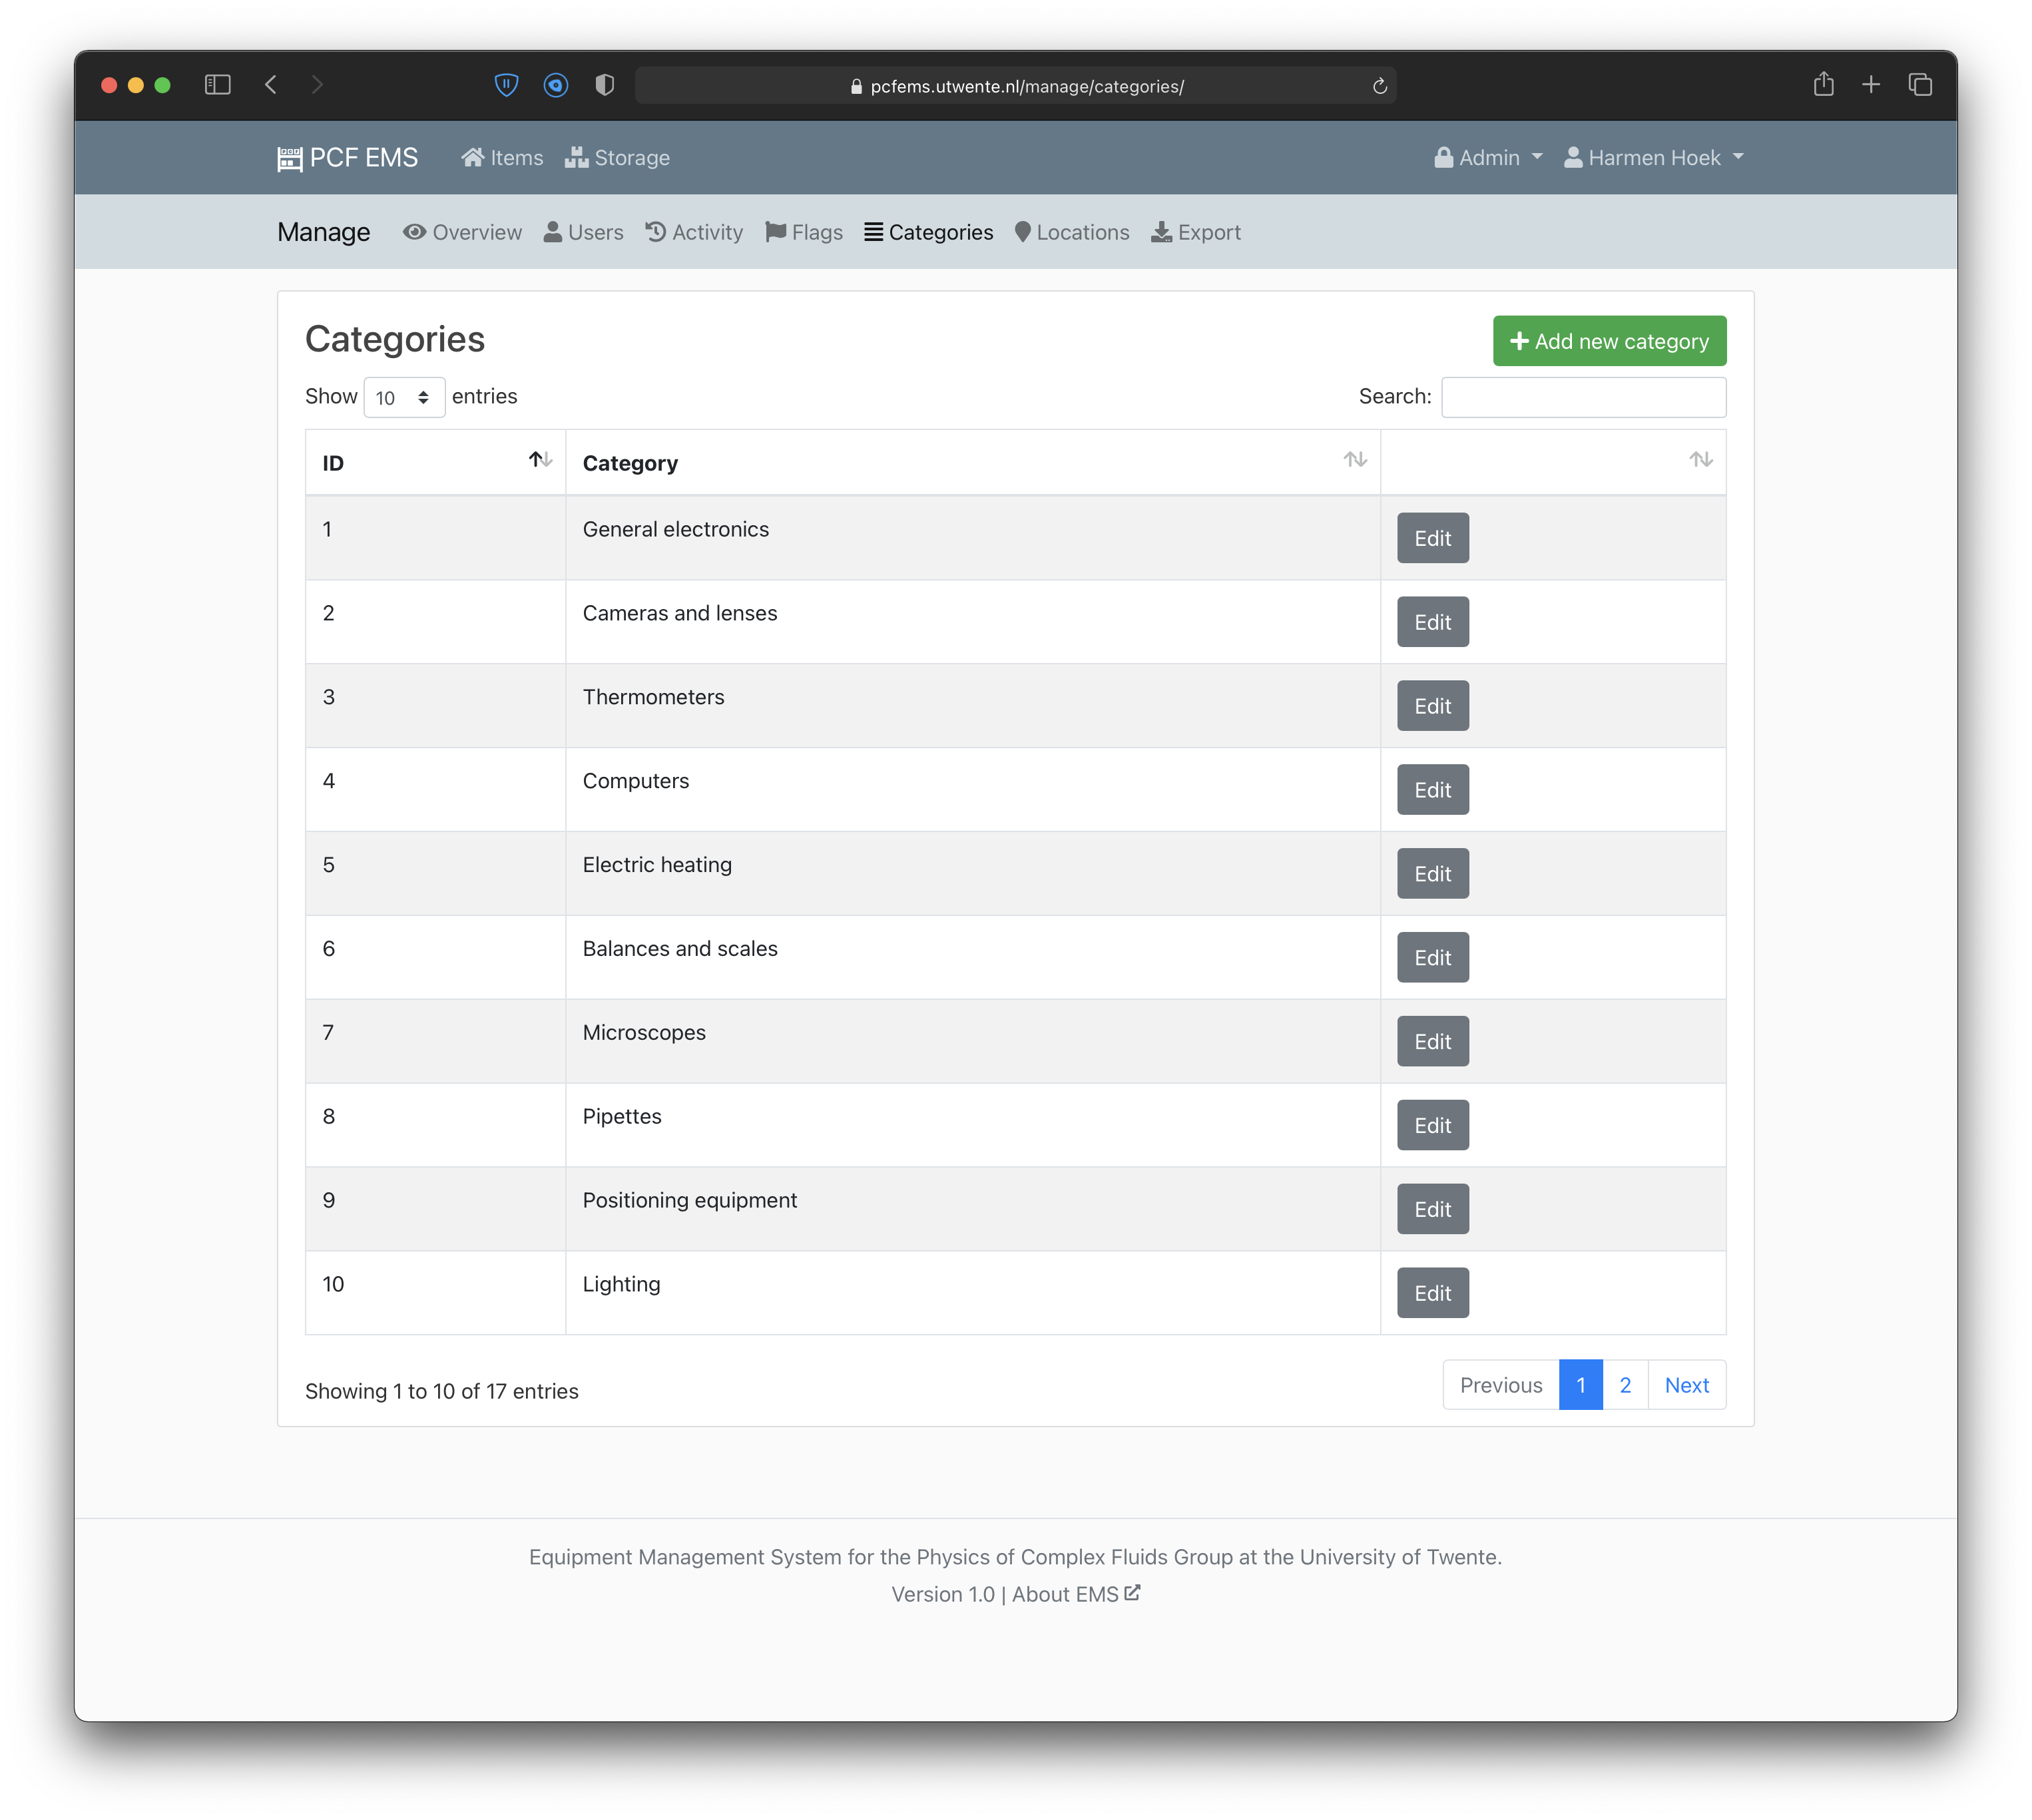 pcfems.utwente.nl/manage/categories/
PCF EMS Items Storage Admin Harmen Hoek
Manage Overview Users Activity Flags Categories Locations Export
Categories
Add new category
Show 10 entries
Search:
ID Category
1 General electronics Edit
2 Cameras and lenses Edit
3 Thermometers Edit
4 Computers Edit
5 Electric heating Edit
6 Balances and scales Edit
7 Microscopes Edit
8 Pipettes Edit
9 Positioning equipment Edit
10 Lighting Edit
Showing 1 to 10 of 17 entries
Previous 1 2 Next
Equipment Management System for the Physics of Complex Fluids Group at the University of Twente.
Version 1.0 | About EMS